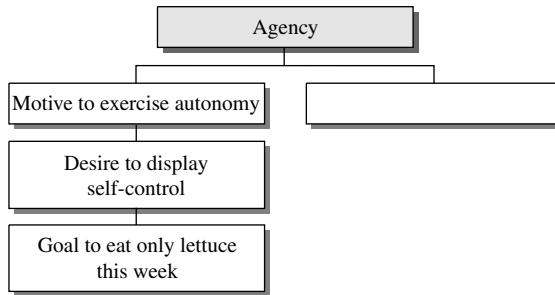 Agency
Motive to exercise autonomy
Desire to display
self-control
Goal to eat only lettuce
this week